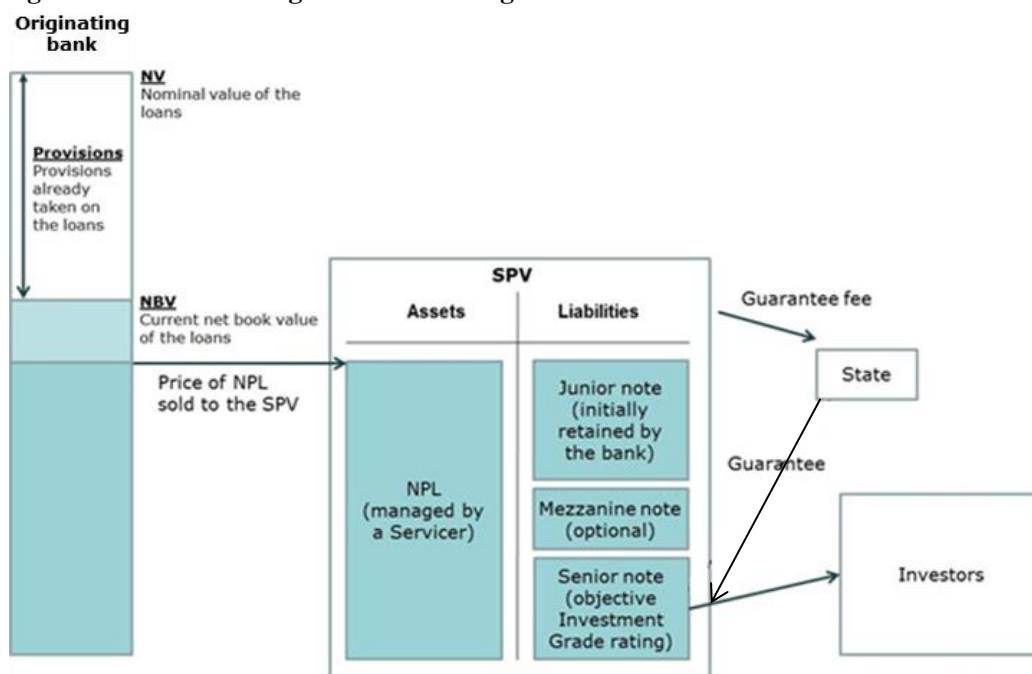 Originating
bank
NV
Nominal value of the
loans
Provisions
Provisions
already
taken on
the loans
NBV
Current net book value
of the loans
Price of NPL
sold to the SPV
SPV
Assets
Liabilities
NPL
(managed by
a Servicer)
Junior note
(initially
retained by
the bank)
Mezzanine note
(optional)
Senior note
(objective
Investment
Grade rating)
Guarantee fee
State
Guarantee
Investors